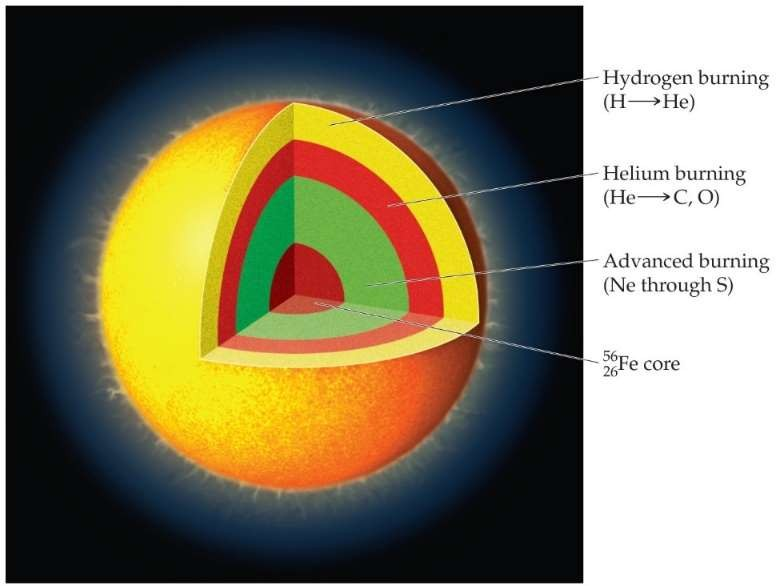 Hydrogen burning
(H⟶He)
Helium burning
(He⟶C, O)
Advanced burning
(Ne through S)
⁵⁶₂₆Fe core